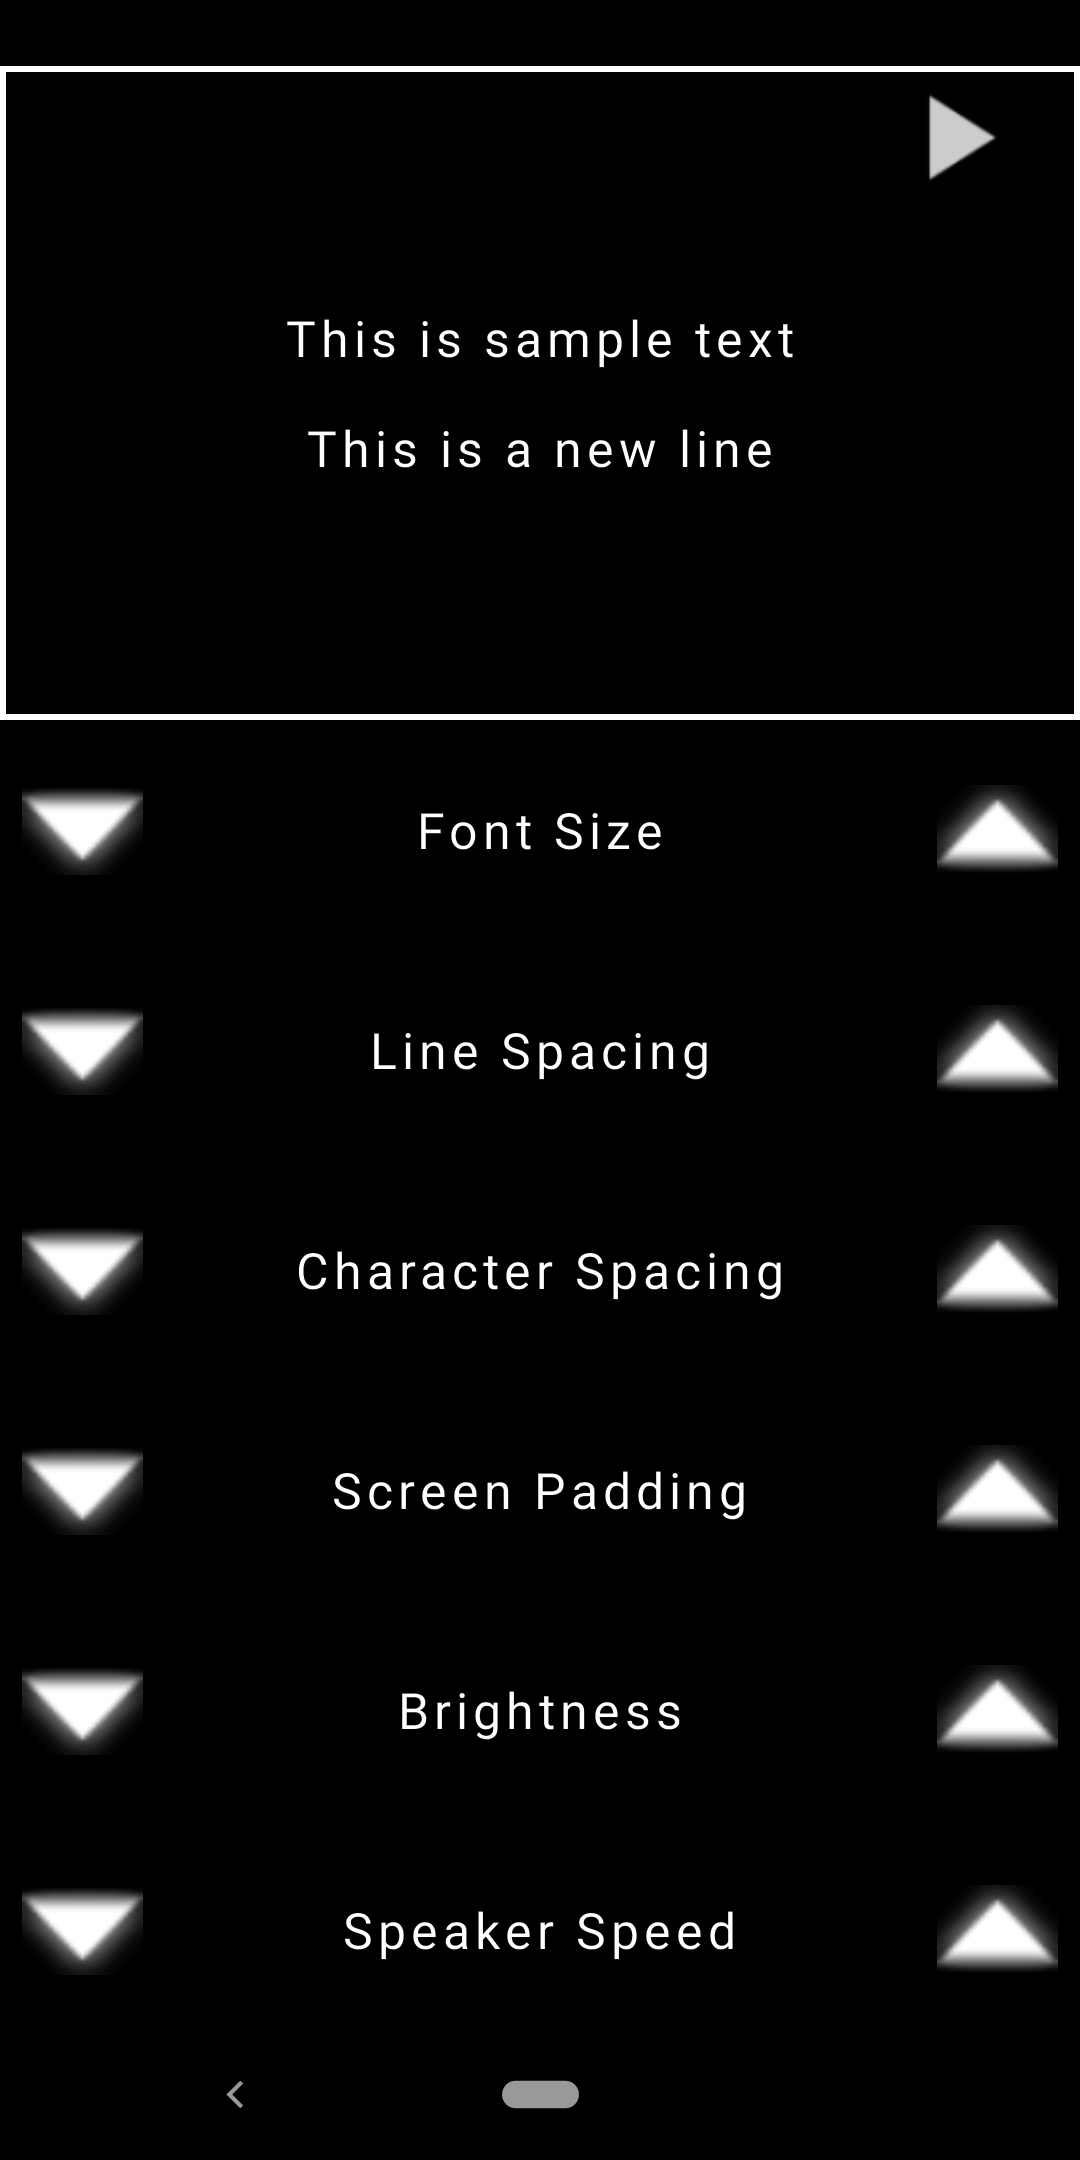 This is sample text
This is a new line
Font Size
Line Spacing
Character Spacing
Screen Padding
Brightness
Speaker Speed